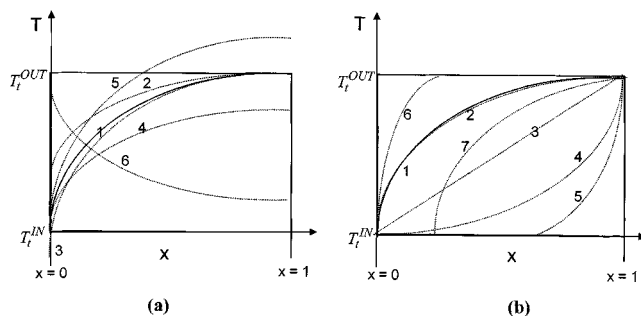 T
T
T_t^{OUT}
T_t^{OUT}
5
2
1
4
6
6
2
7
3
1
4
5
T_t^{IN}
T_t^{IN}
3
x
x
x = 0
x = 1
x = 0
x = 1
(a)
(b)